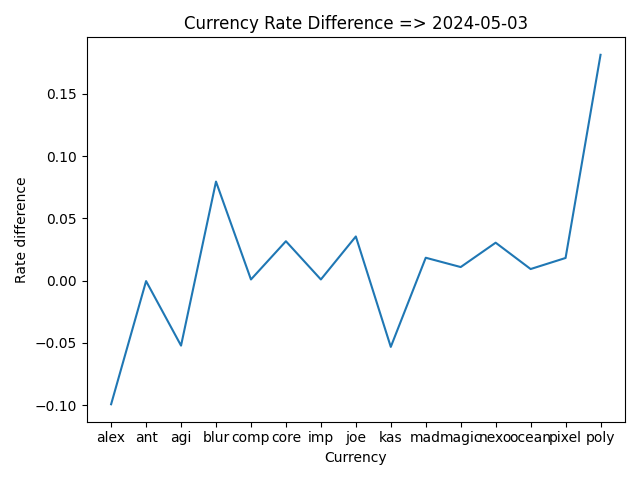 Currency Rate Difference => 2024-05-03
Rate difference
0.15
0.10
0.05
0.00
−0.05
−0.10
alex ant agi blur comp core imp joe kas mad magic nexo ocean pixel poly
Currency